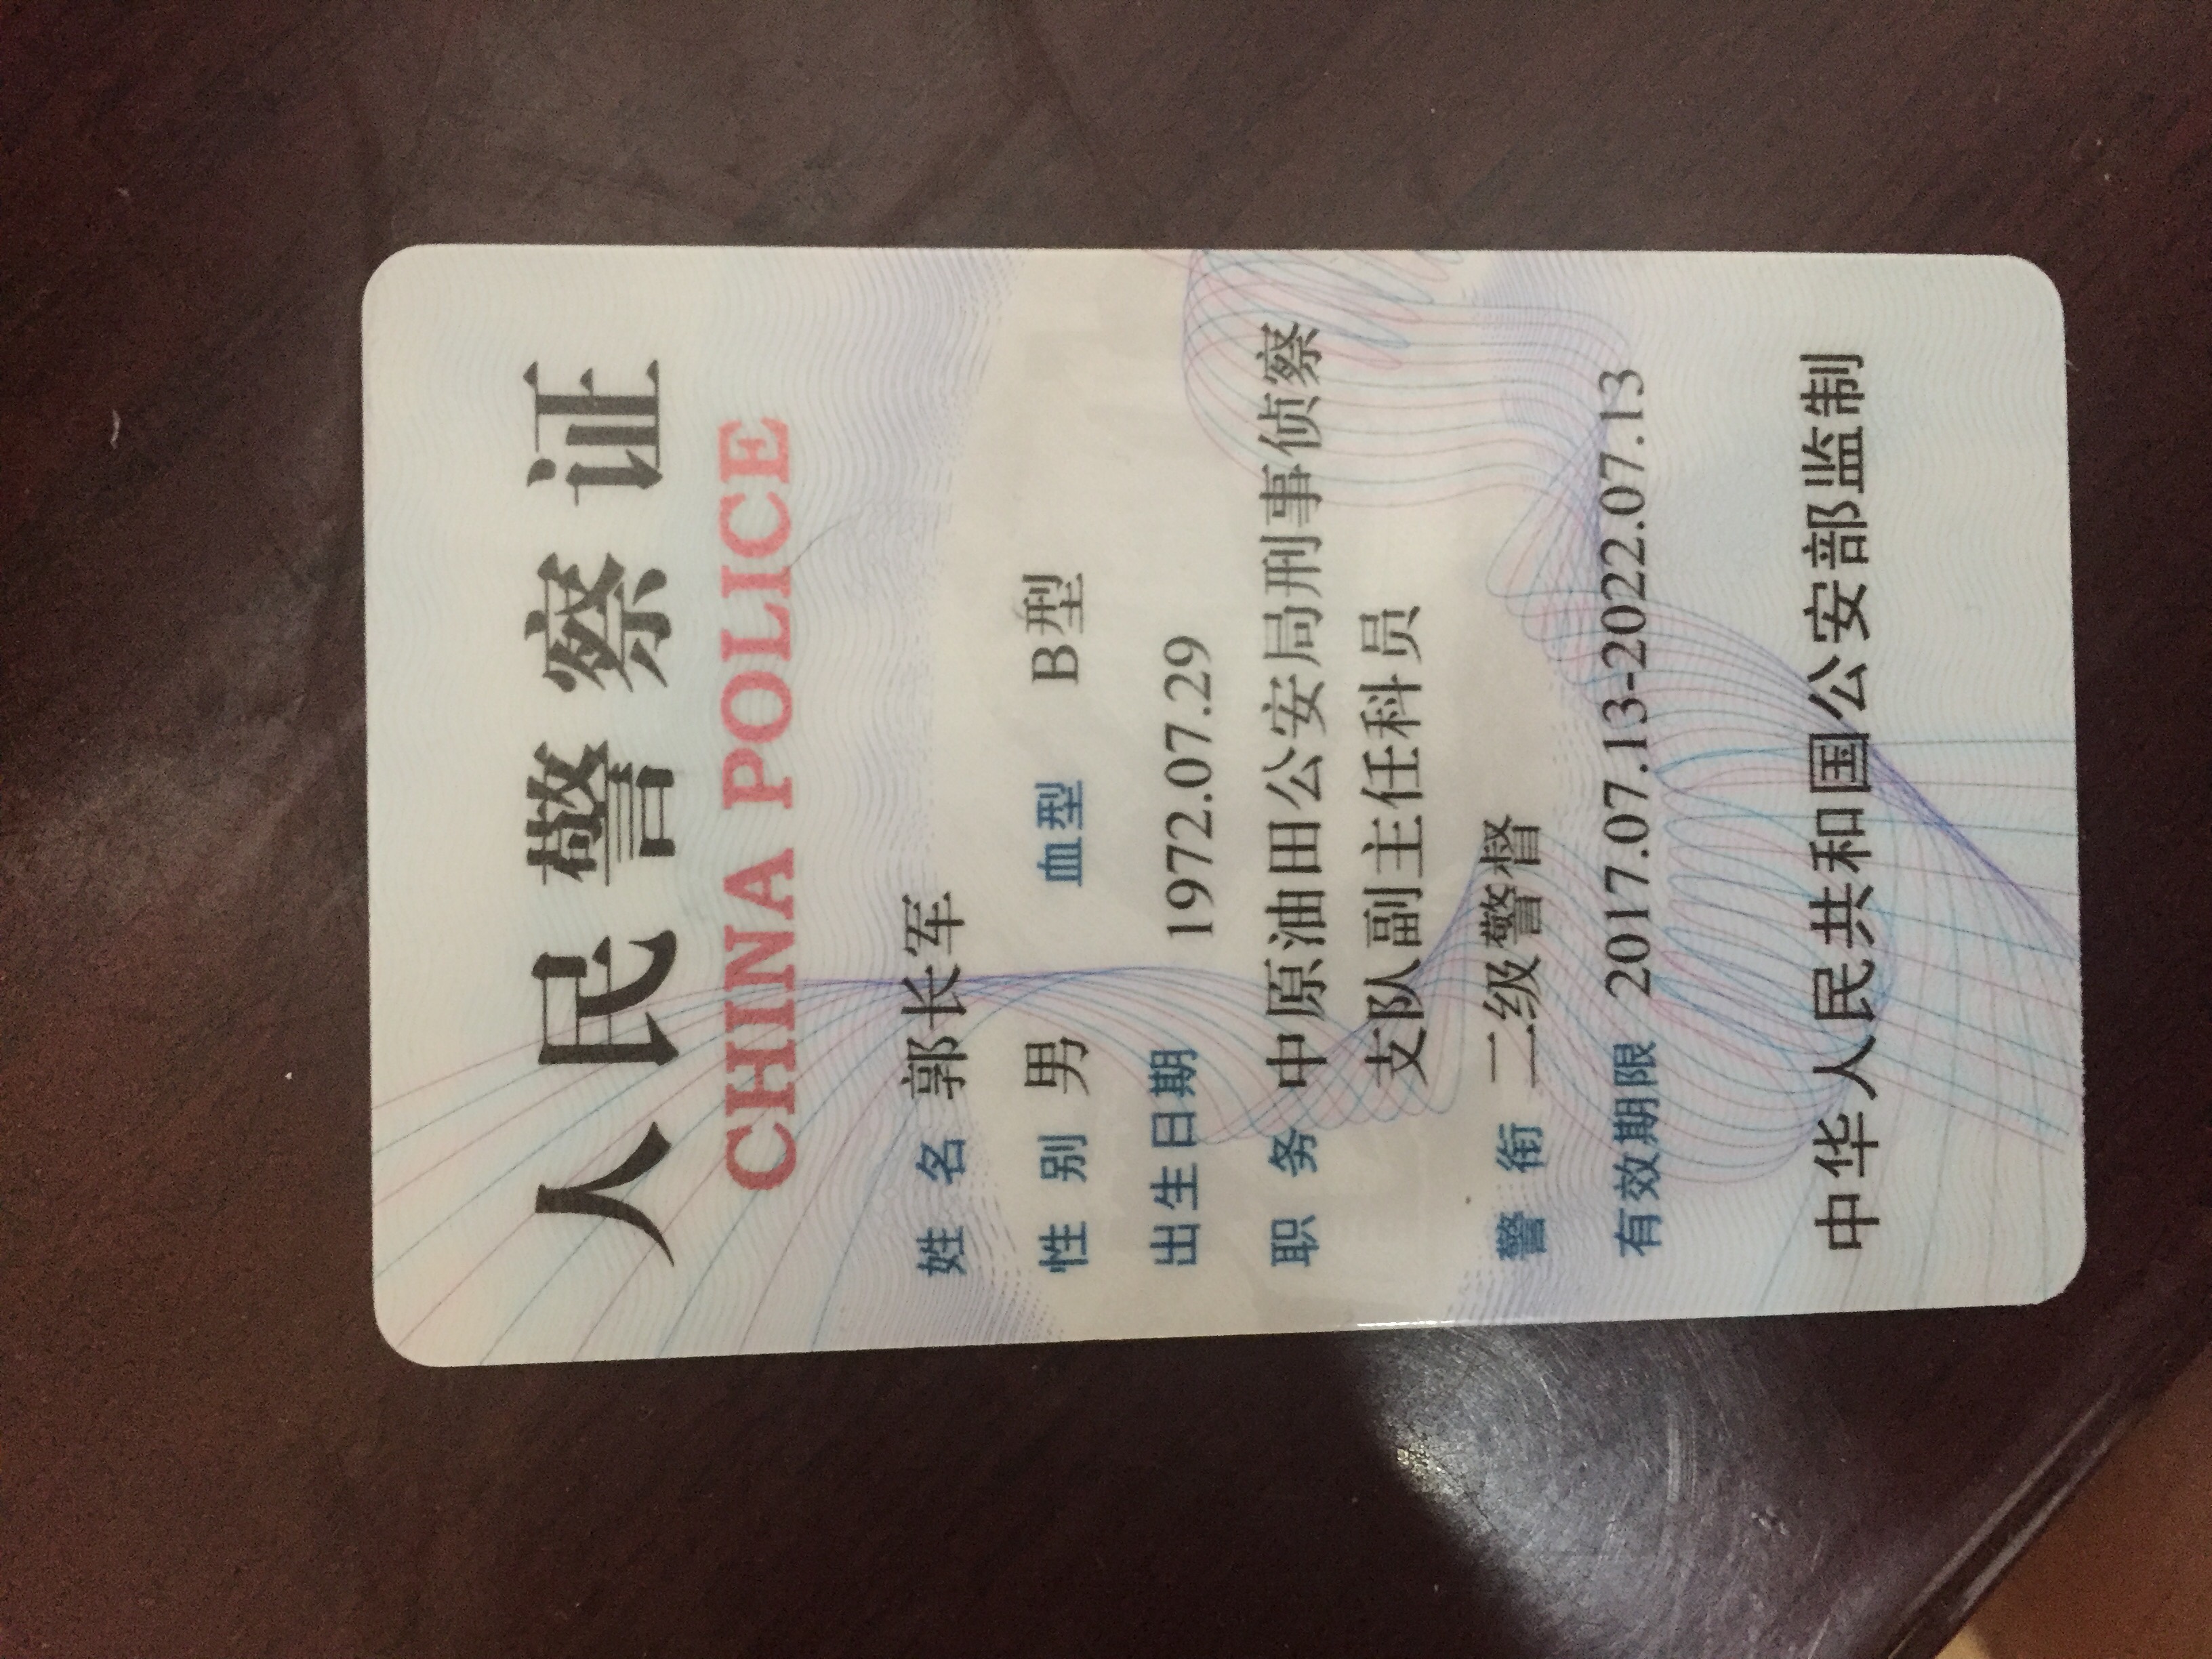 人民警察证
CHINA POLICE
姓 名 郭长军
性 别 男 血型 B型
出生日期 1972.07.29
职 务 中原油田公安局刑事侦察
支队副主任科员
警 衔 二级警督
有效期限 2017.07.13-2022.07.13
中华人民共和国公安部监制